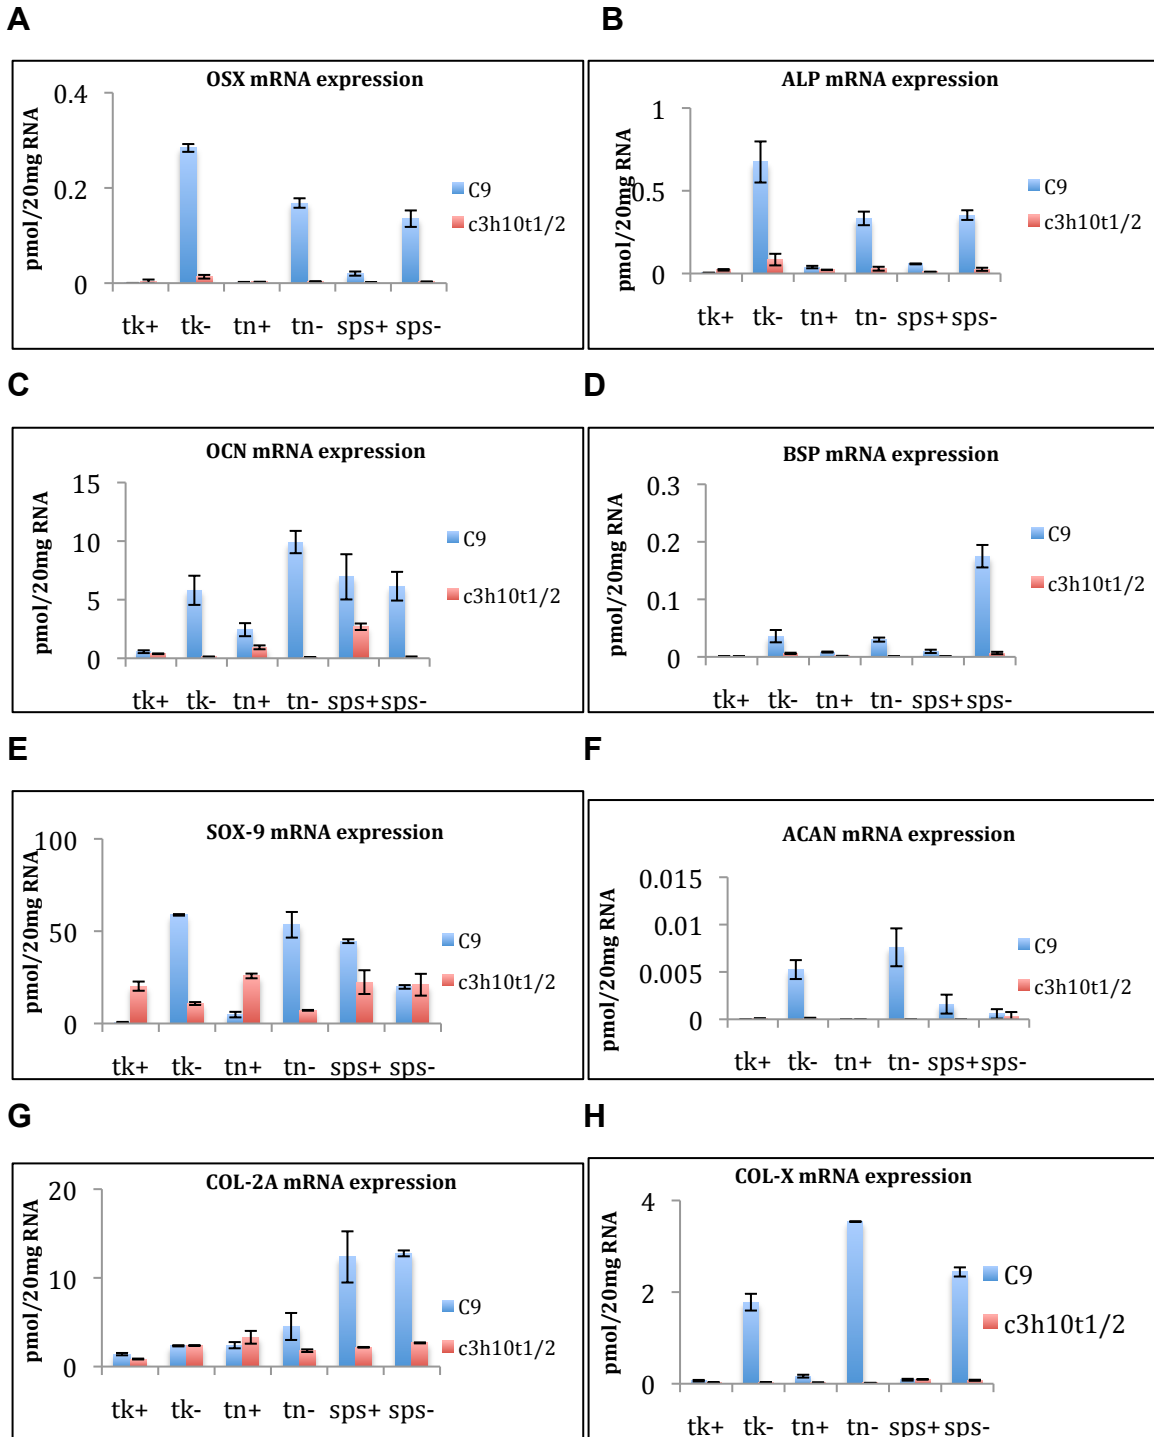 A
B
OSX mRNA expression
pmol/20mg RNA
0.4
0.2
0
tk+ tk- tn+ tn- sps+ sps-
C9
c3h10t1/2
ALP mRNA expression
pmol/20mg RNA
1
0.5
0
tk+ tk- tn+ tn- sps+ sps-
C9
c3h10t1/2
C
D
OCN mRNA expression
pmol/20mg RNA
15
10
5
0
tk+ tk- tn+ tn- sps+ sps-
C9
c3h10t1/2
BSP mRNA expression
pmol/20mg RNA
0.3
0.2
0.1
0
tk+ tk- tn+ tn- sps+ sps-
C9
c3h10t1/2
E
F
SOX-9 mRNA expression
pmol/20mg RNA
100
50
0
tk+ tk- tn+ tn- sps+ sps-
C9
c3h10t1/2
ACAN mRNA expression
pmol/20mg RNA
0.015
0.01
0.005
0
tk+ tk- tn+ tn- sps+ sps-
C9
c3h10t1/2
G
H
COL-2A mRNA expression
pmol/20mg RNA
20
10
0
tk+ tk- tn+ tn- sps+ sps-
C9
c3h10t1/2
COL-X mRNA expression
pmol/20mg RNA
4
2
0
tk+ tk- tn+ tn- sps+ sps-
C9
c3h10t1/2